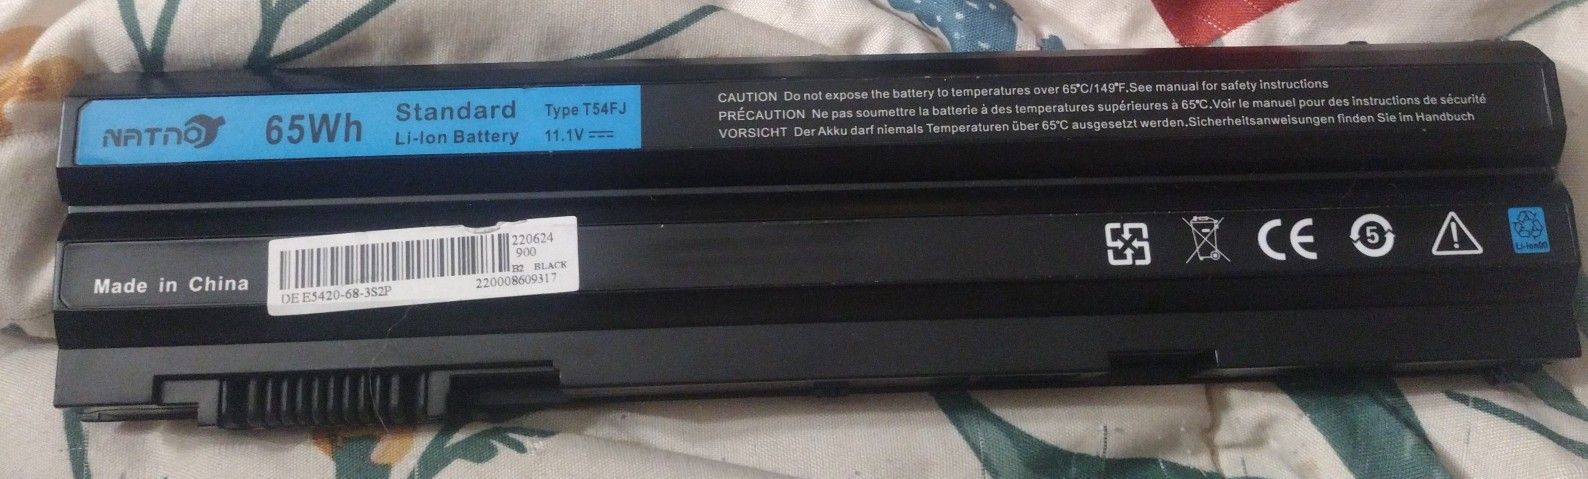 NATNO
65Wh
Standard
Li-Ion Battery
Type T54FJ
11.1V
CAUTION Do not expose the battery to temperatures over 65℃/149℉.See manual for safety instructions
PRÉCAUTION Ne pas soumettre la batterie à des temperatures supérieures à 65℃.Voir le manuel pour des instructions de sécurité
VORSICHT Der Akku darf niemals Temperaturen über 65℃ ausgesetzt werden.Sicherheitsanweisungen finden Sie im Handbuch
Made in China
220624
900
B2 BLACK
220008609317
DE E5420-68-3S2P
CE
5
Li-ion00